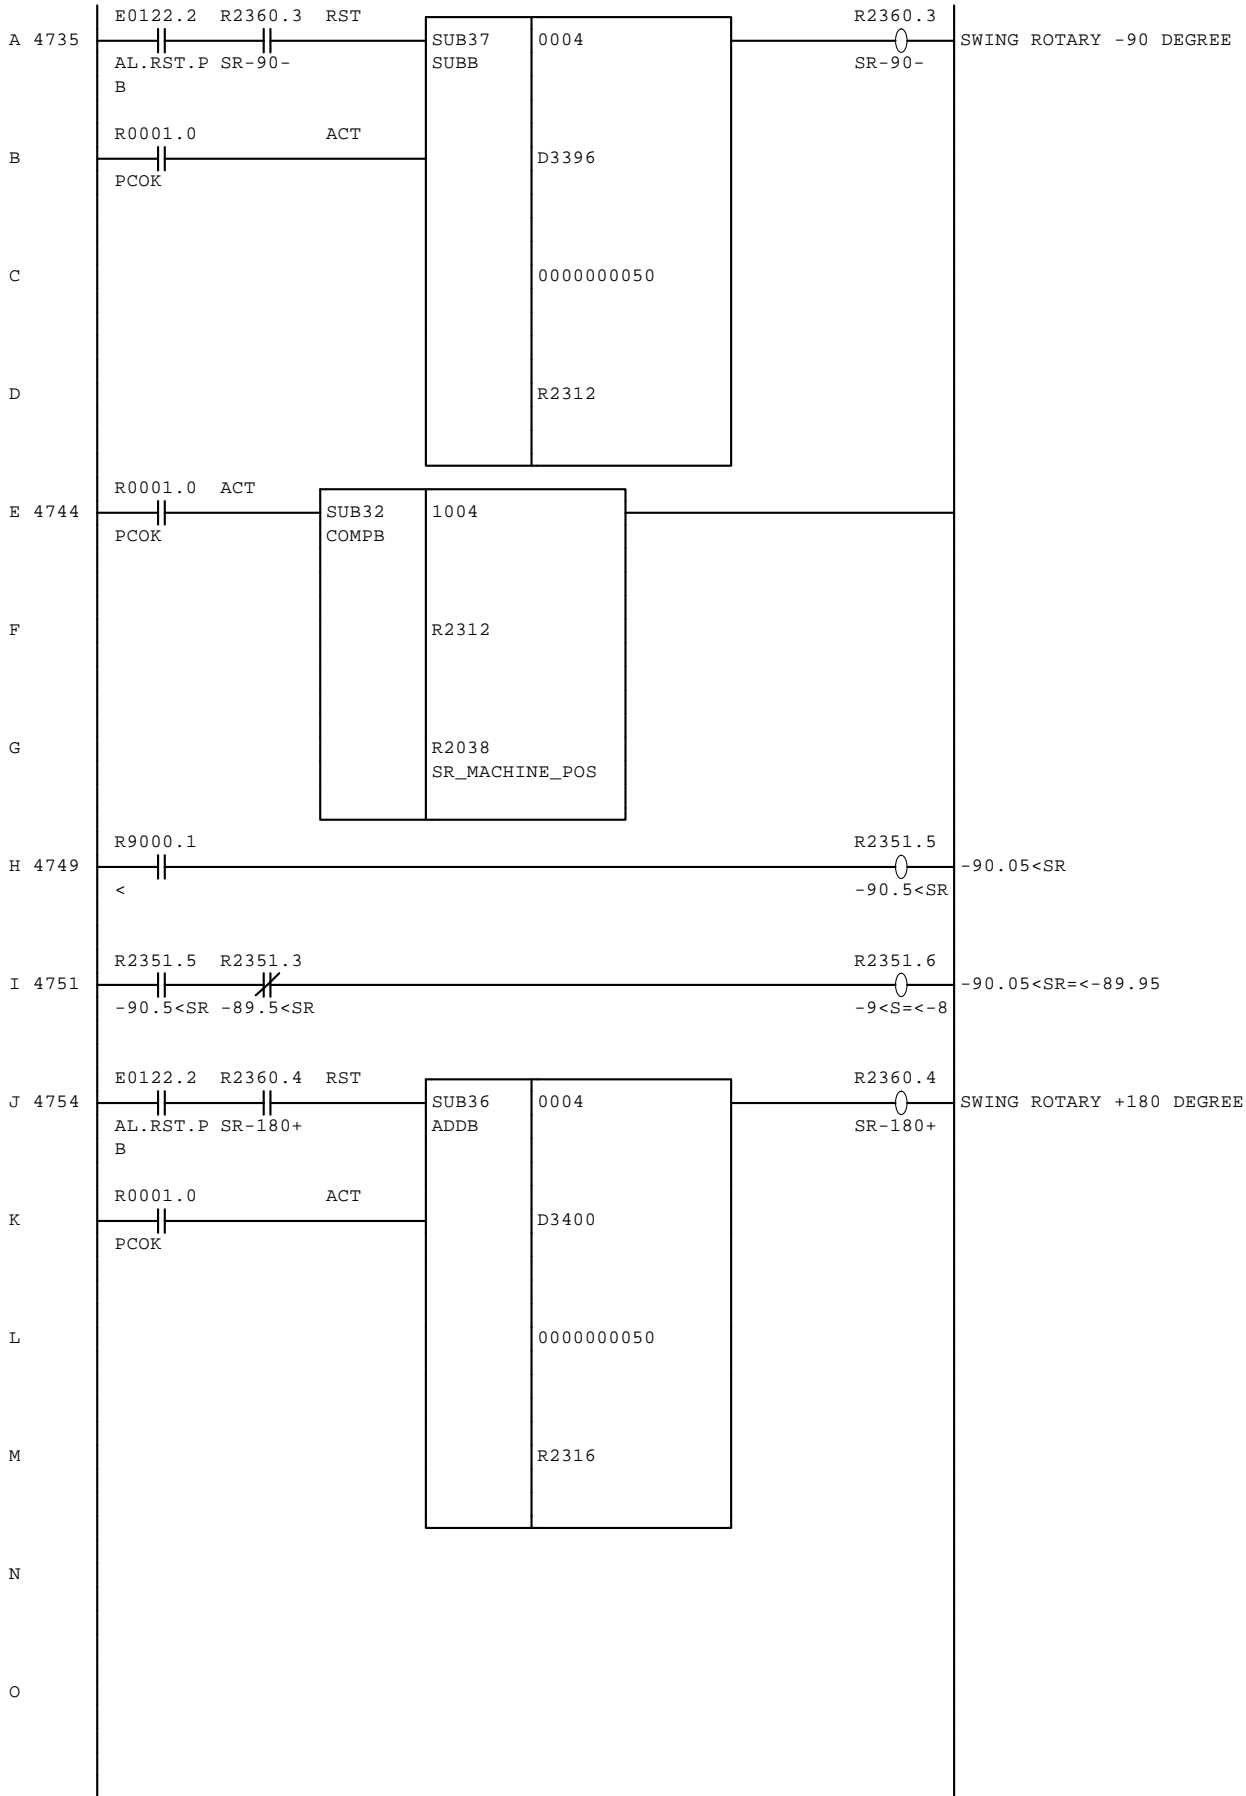 E0122.2 R2360.3 RST R2360.3
A 4735 SUB37 0004 SWING ROTARY -90 DEGREE
AL.RST.P SR-90- SUBB SR-90-
B
R0001.0 ACT
B D3396
PCOK
C 0000000050
D R2312
R0001.0 ACT
E 4744 SUB32 1004
PCOK COMPB
F R2312
G R2038
SR_MACHINE_POS
R9000.1 R2351.5
H 4749 -90.05<SR
< -90.5<SR
R2351.5 R2351.3 R2351.6
I 4751 -90.05<SR=<-89.95
-90.5<SR -89.5<SR -9<S=<-8
E0122.2 R2360.4 RST R2360.4
J 4754 SUB36 0004 SWING ROTARY +180 DEGREE
AL.RST.P SR-180+ ADDB SR-180+
B
R0001.0 ACT
K D3400
PCOK
L 0000000050
M R2316
N
O